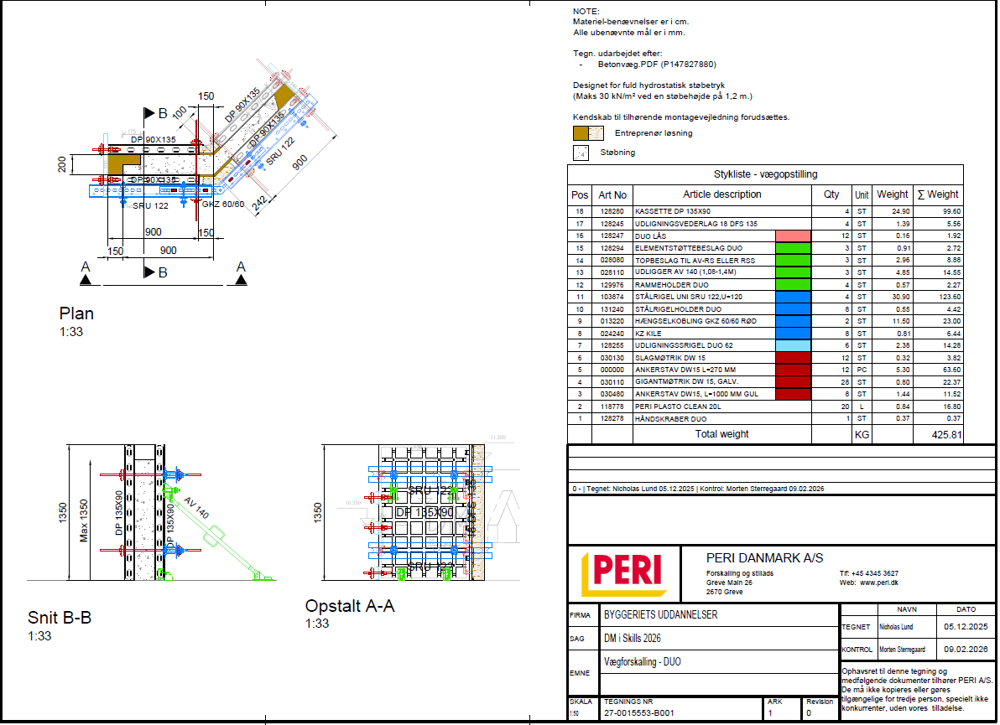 NOTE:
Materiel-benævnelser er i cm.
Alle ubenævnte mål er i mm.
Tegn. udarbejdet efter:
- Betonvæg.PDF (P147827880)
Designet for fuld hydrostatisk støbetryk
(Maks 30 kN/m² ved en støbehøjde på 1,2 m.)
Kendskab til tilhørende montagevejledning forudsættes.
Entreprenør løsning
Støbning
B
150
100
DP 90X135
DP 90X135
DP 90X135
DP 90X135
SRU 122
SRU 122
GKZ 60/60
200
900
242
900
150
150
900
A
B
A
Plan
1:33
Stykliste - vægopstilling
Pos Art No Article description Qty Unit Weight ∑ Weight
18 128280 KASSETTE DP 135X90 4 ST 24.90 99.60
17 128245 UDLIGNINGSVEDERLAG 18 DFS 135 4 ST 1.39 5.56
16 128247 DUO LÅS 12 ST 0.16 1.92
15 128294 ELEMENTSTØTTEBESLAG DUO 3 ST 0.91 2.72
14 028080 TOPBESLAG TIL AV-RS ELLER RSS 3 ST 2.96 8.88
13 028110 UDLIGGER AV 140 (1,08-1,4M) 3 ST 4.85 14.55
12 129976 RAMMEHOLDER DUO 4 ST 0.57 2.27
11 103874 STÅLRIGEL UNI SRU 122,U=120 4 ST 30.90 123.60
10 131240 STÅLRIGELHOLDER DUO 8 ST 0.55 4.42
9 013220 HÆNGSELKOBLING GKZ 60/60 RØD 2 ST 11.50 23.00
8 024240 KZ KILE 8 ST 0.81 6.44
7 128255 UDLIGNINGSSRIGEL DUO 62 6 ST 2.38 14.28
6 030130 SLAGMØTRIK DW 15 12 ST 0.32 3.82
5 000000 ANKERSTAV DW15 L=270 MM 12 PC 5.30 63.60
4 030110 GIGANTMØTRIK DW 15, GALV. 28 ST 0.80 22.37
3 030480 ANKERSTAV DW15, L=1000 MM GUL 8 ST 1.44 11.52
2 118778 PERI PLASTO CLEAN 20L 20 L 0.84 16.80
1 128278 HÅNDSKRABER DUO 1 ST 0.37 0.37
Total weight KG 425.81
1350
Max 1350
DP 135X90
DP 135X90
AV 140
Snit B-B
1:33
11.200
10.550
1350
SRU 122
DP 135X90
18 DFS 135
SRU 122
Opstalt A-A
1:33
0 - | Tegnet: Nicholas Lund 05.12.2025 | Kontrol: Morten Sterregaard 09.02.2026
PERI
PERI DANMARK A/S
Forskalling og stillads
Greve Main 26
2670 Greve
Tlf: +45 4345 3627
Web: www.peri.dk
FIRMA BYGGERIETS UDDANNELSER
SAG DM i Skills 2026
EMNE Vægforskalling - DUO
NAVN DATO
TEGNET Nicholas Lund 05.12.2025
KONTROL Morten Sterregaard 09.02.2026
Ophavsret til denne tegning og
medfølgende dokumenter tilhører PERI A/S.
De må ikke kopieres eller gøres
tilgængelige for tredje person, specielt ikke
konkurrenter, uden vores tilladelse.
SKALA TEGNINGS NR ARK Revision
1:50 27-0015553-B001 1 0